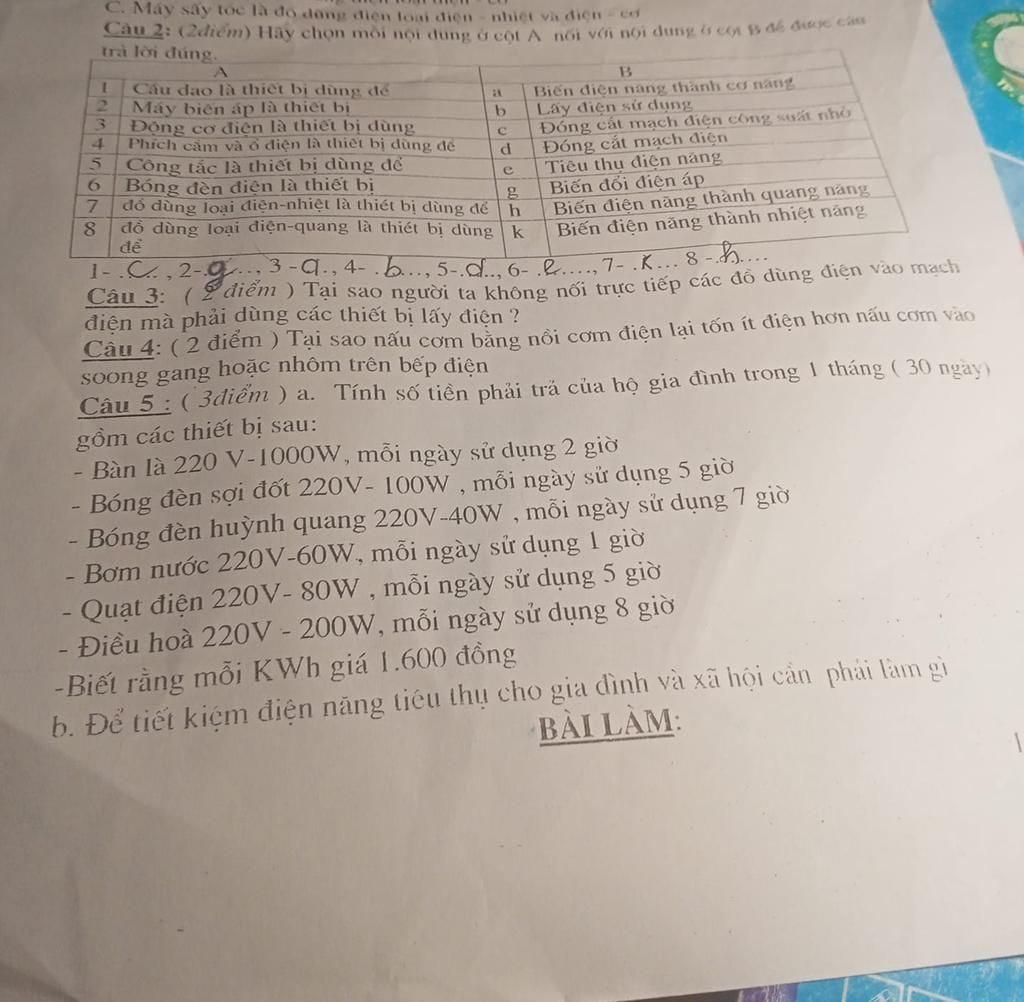 C. Máy sấy tóc là đồ dùng điện loại điện - nhiệt và điện - cơ
Câu 2: (2điểm) Hãy chọn mỗi nội dung ở cột A nối với nội dung ở cột B để được câu
trả lời đúng.
A B
1 Cầu dao là thiết bị dùng để a Biến điện năng thành cơ năng
2 Máy biến áp là thiết bị b Lấy điện sử dụng
3 Động cơ điện là thiết bị dùng c Đóng cắt mạch điện công suất nhỏ
4 Phích cắm và ổ điện là thiết bị dùng để d Đóng cắt mạch điện
5 Công tắc là thiết bị dùng để e Tiêu thụ điện năng
6 Bóng đèn điện là thiết bị g Biến đổi điện áp
7 đồ dùng loại điện-nhiệt là thiết bị dùng để h Biến điện năng thành quang năng
8 đồ dùng loại điện-quang là thiết bị dùng k Biến điện năng thành nhiệt năng
để
1- .C.. , 2-.g..., 3 -a., 4- .b..., 5-.d.., 6- .e...., 7- .K... 8 -.h....
Câu 3: ( 2 điểm ) Tại sao người ta không nối trực tiếp các đồ dùng điện vào mạch
điện mà phải dùng các thiết bị lấy điện ?
Câu 4: ( 2 điểm ) Tại sao nấu cơm bằng nồi cơm điện lại tốn ít điện hơn nấu cơm vào
soong gang hoặc nhôm trên bếp điện
Câu 5 : ( 3điểm ) a. Tính số tiền phải trả của hộ gia đình trong 1 tháng ( 30 ngày)
gồm các thiết bị sau:
- Bàn là 220 V-1000W, mỗi ngày sử dụng 2 giờ
- Bóng đèn sợi đốt 220V- 100W , mỗi ngày sử dụng 5 giờ
- Bóng đèn huỳnh quang 220V-40W , mỗi ngày sử dụng 7 giờ
- Bơm nước 220V-60W, mỗi ngày sử dụng 1 giờ
- Quạt điện 220V- 80W , mỗi ngày sử dụng 5 giờ
- Điều hoà 220V - 200W, mỗi ngày sử dụng 8 giờ
-Biết rằng mỗi KWh giá 1.600 đồng
b. Để tiết kiệm điện năng tiêu thụ cho gia đình và xã hội cần phải làm gì
BÀI LÀM: